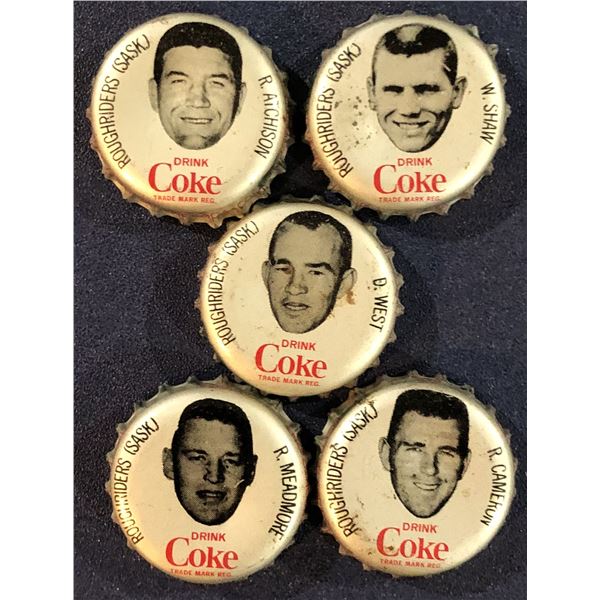 ROUGHRIDERS (SASK)
R. ATCHISON
DRINK
Coke
TRADE MARK REG.
ROUGHRIDERS (SASK)
W. SHAW
DRINK
Coke
TRADE MARK REG.
ROUGHRIDERS (SASK)
D. WEST
DRINK
Coke
TRADE MARK REG.
ROUGHRIDERS (SASK)
R. MEADMORE
DRINK
Coke
TRADE MARK REG.
ROUGHRIDERS (SASK)
R. CAMERON
DRINK
Coke
TRADE MARK REG.